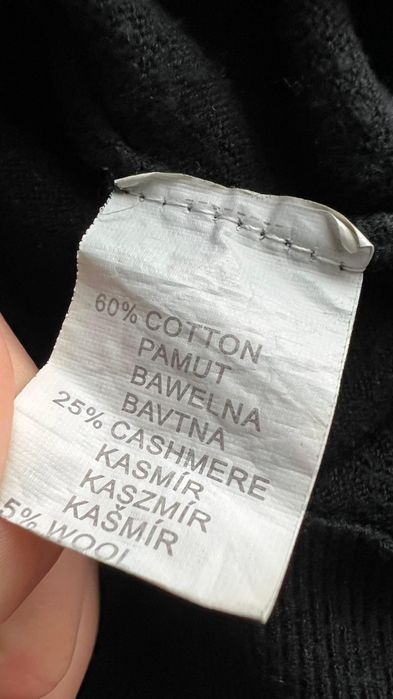 60% COTTON
PAMUT
BAWELNA
BAVTNA
25% CASHMERE
KASMÍR
KASZMÍR
KAŠMÍR
5% WOOL